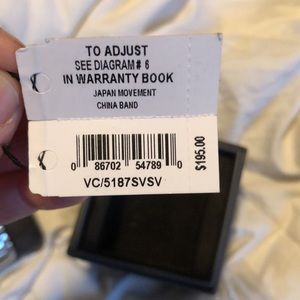 TO ADJUST
SEE DIAGRAM# 6
IN WARRANTY BOOK
JAPAN MOVEMENT
CHINA BAND
0 86702 54789 0
VC/5187SVSV
$195.00